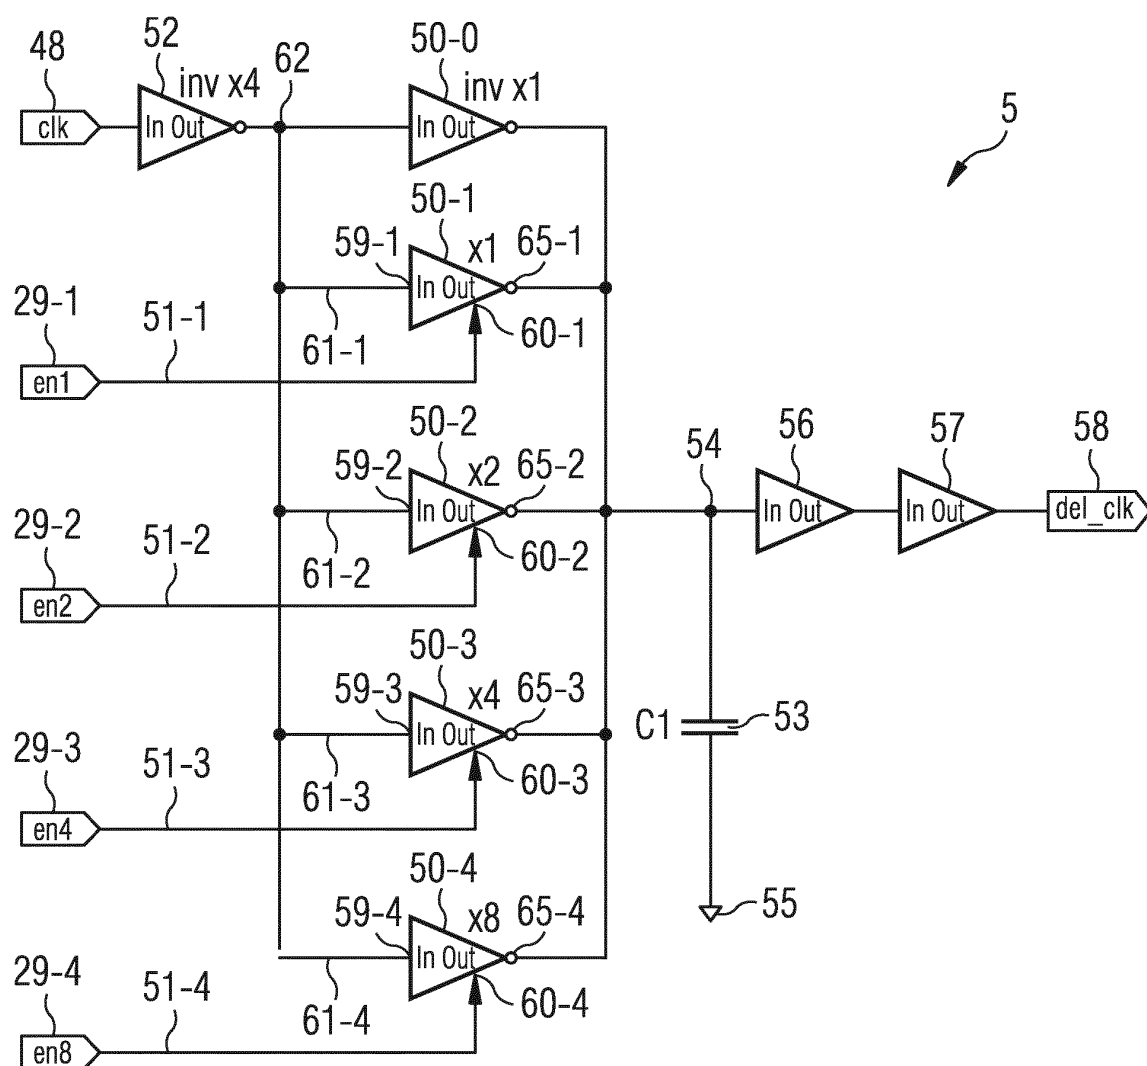 48
52
inv x4
62
50-0
inv x1
clk
In Out
In Out
5
50-1
59-1
x1
65-1
In Out
29-1
51-1
61-1
60-1
en1
50-2
59-2
x2
65-2
In Out
54
56
57
58
In Out
In Out
del_clk
29-2
51-2
61-2
60-2
en2
50-3
59-3
x4
65-3
In Out
C1
53
29-3
51-3
61-3
60-3
en4
50-4
59-4
x8
65-4
In Out
55
29-4
51-4
61-4
60-4
en8